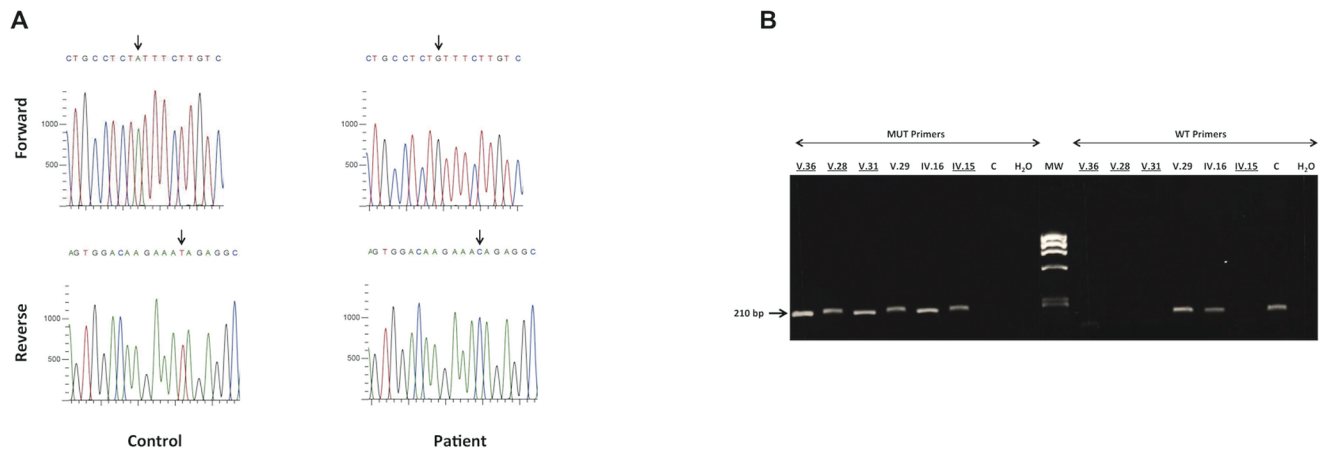 A
B
CTGCCTCTATTTCTTGTC
CTGCCTCTGTTTCTTGTC
Forward
1000
500
1000
500
MUT Primers
WT Primers
V.36 V.28 V.31 V.29 IV.16 IV.15 C H₂O MW V.36 V.28 V.31 V.29 IV.16 IV.15 C H₂O
210 bp
AGTGGACAAGAAATAGAGGC
AGTGGACAAGAAACAGAGGC
Reverse
1000
500
1000
500
Control
Patient